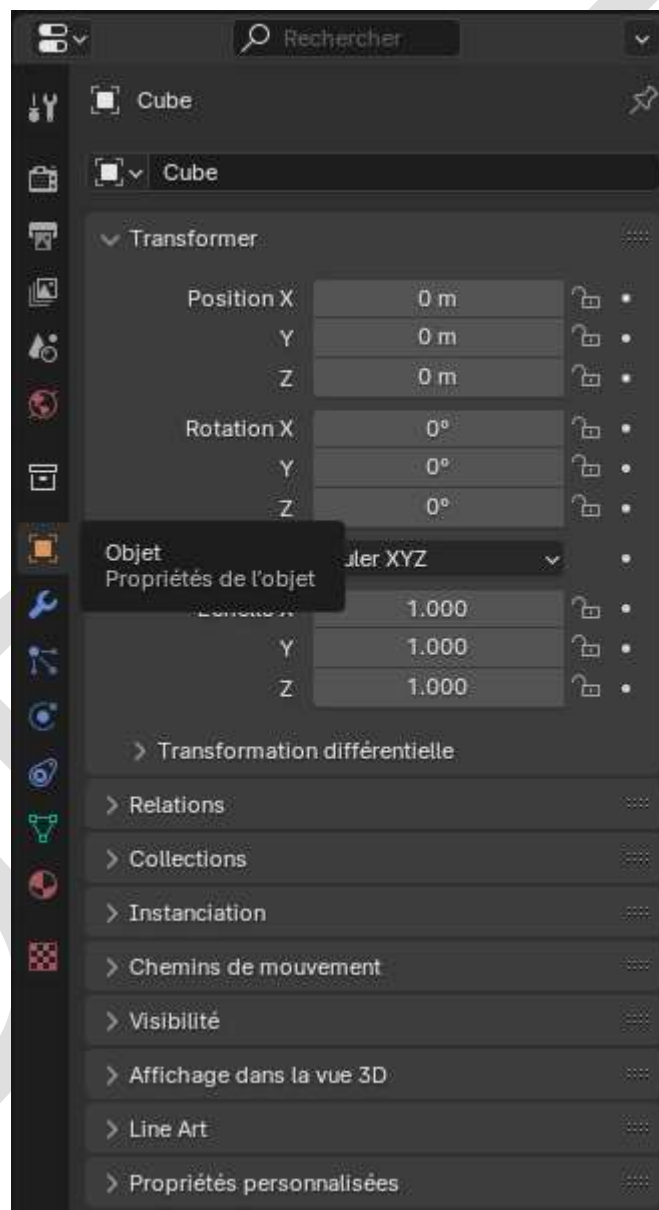 Rechercher
Cube
Cube
Transformer
Position X 0 m
Y 0 m
Z 0 m
Rotation X 0°
Y 0°
Z 0°
Objet
Propriétés de l'objet
uler XYZ
1.000
Y 1.000
Z 1.000
Transformation différentielle
Relations
Collections
Instanciation
Chemins de mouvement
Visibilité
Affichage dans la vue 3D
Line Art
Propriétés personnalisées